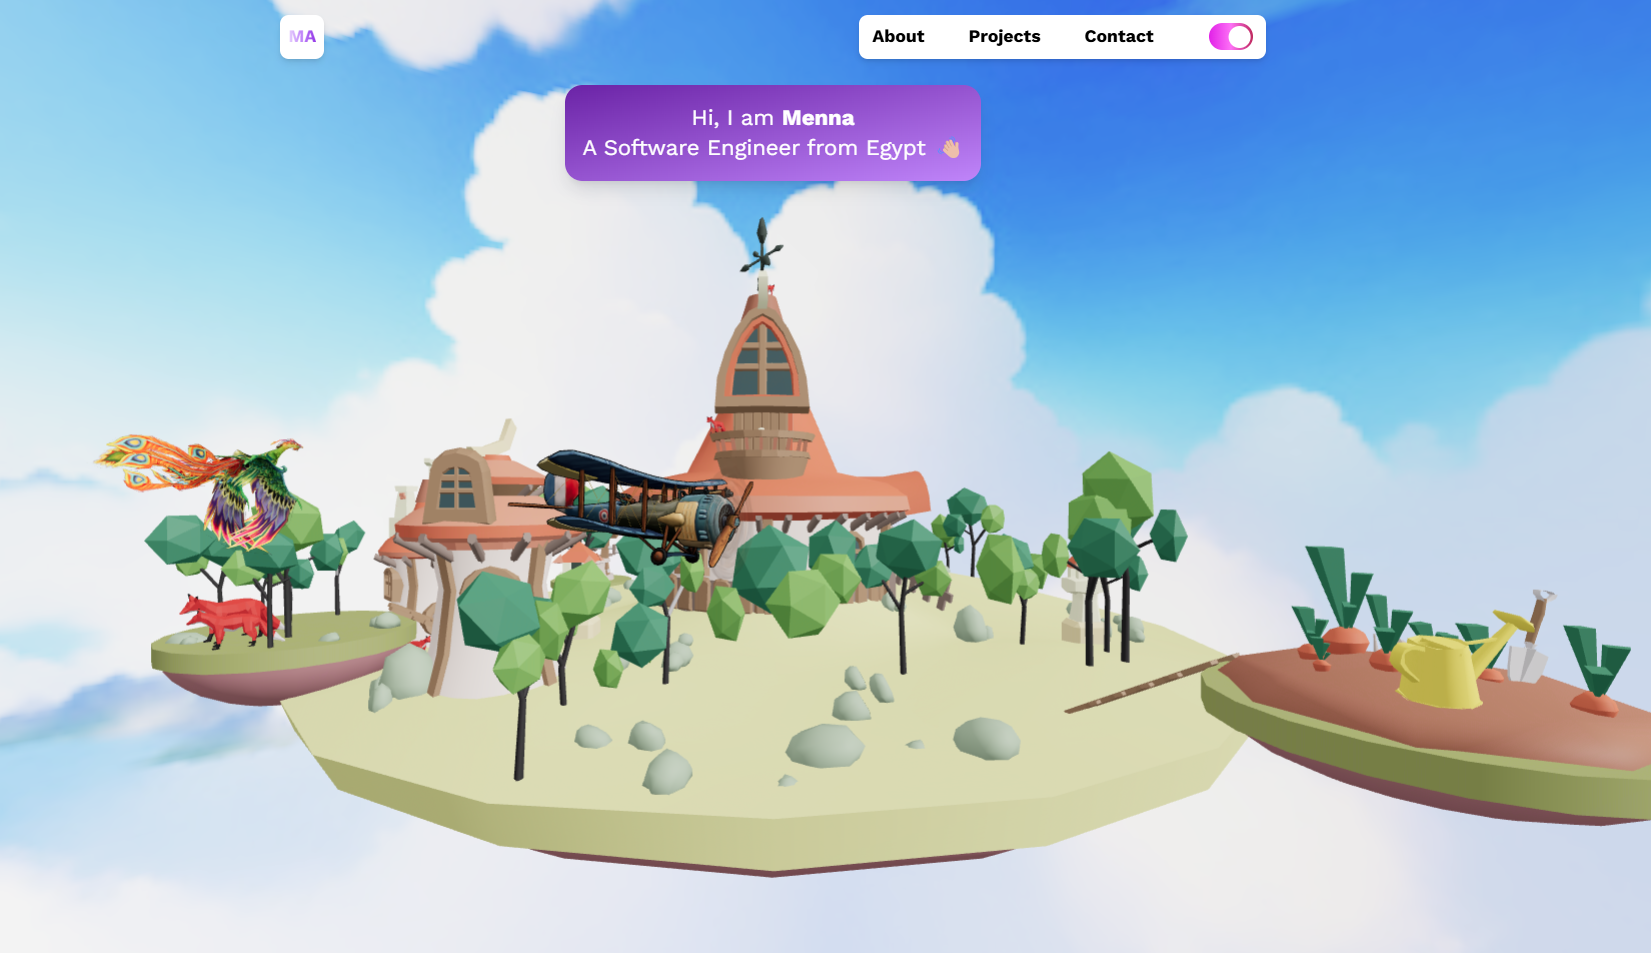 MA
About Projects Contact
Hi, I am Menna
A Software Engineer from Egypt 👋🏼